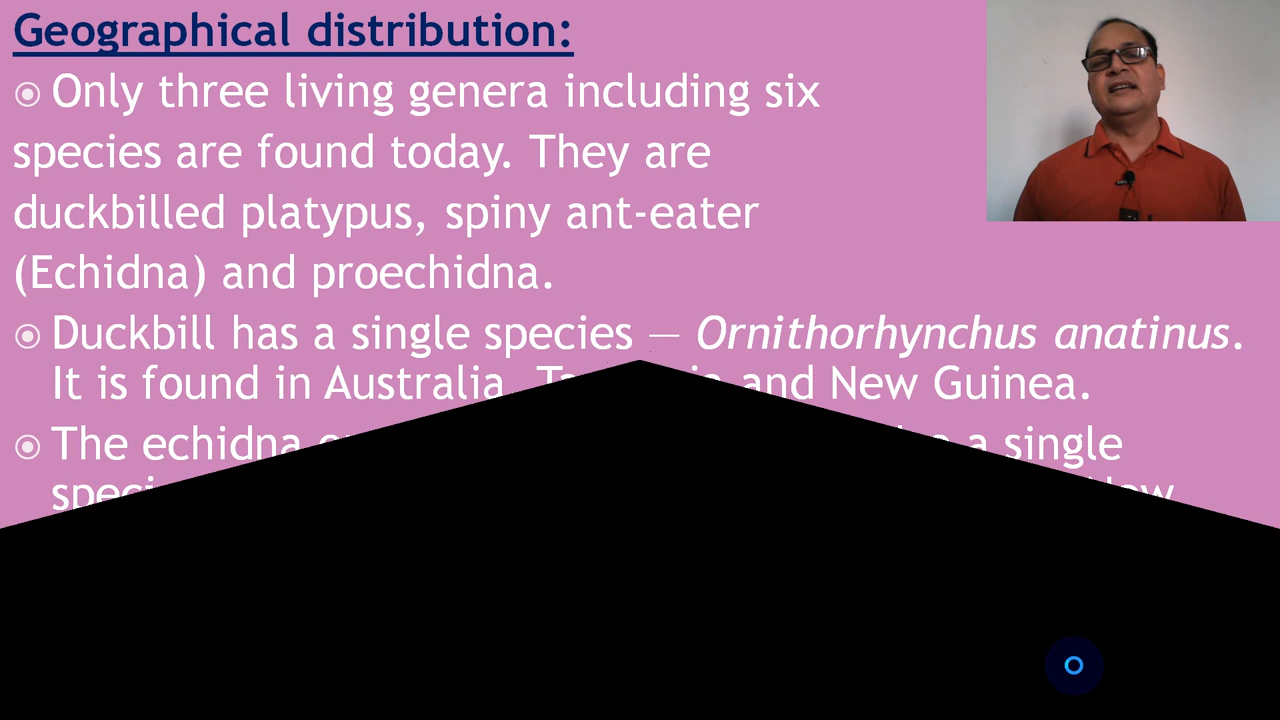 Geographical distribution:
Only three living genera including six
species are found today. They are
duckbilled platypus, spiny ant-eater
(Echidna) and proechidna.
Duckbill has a single species — Ornithorhynchus anatinus.
It is found in Australia, and New Guinea.
The echidna a single